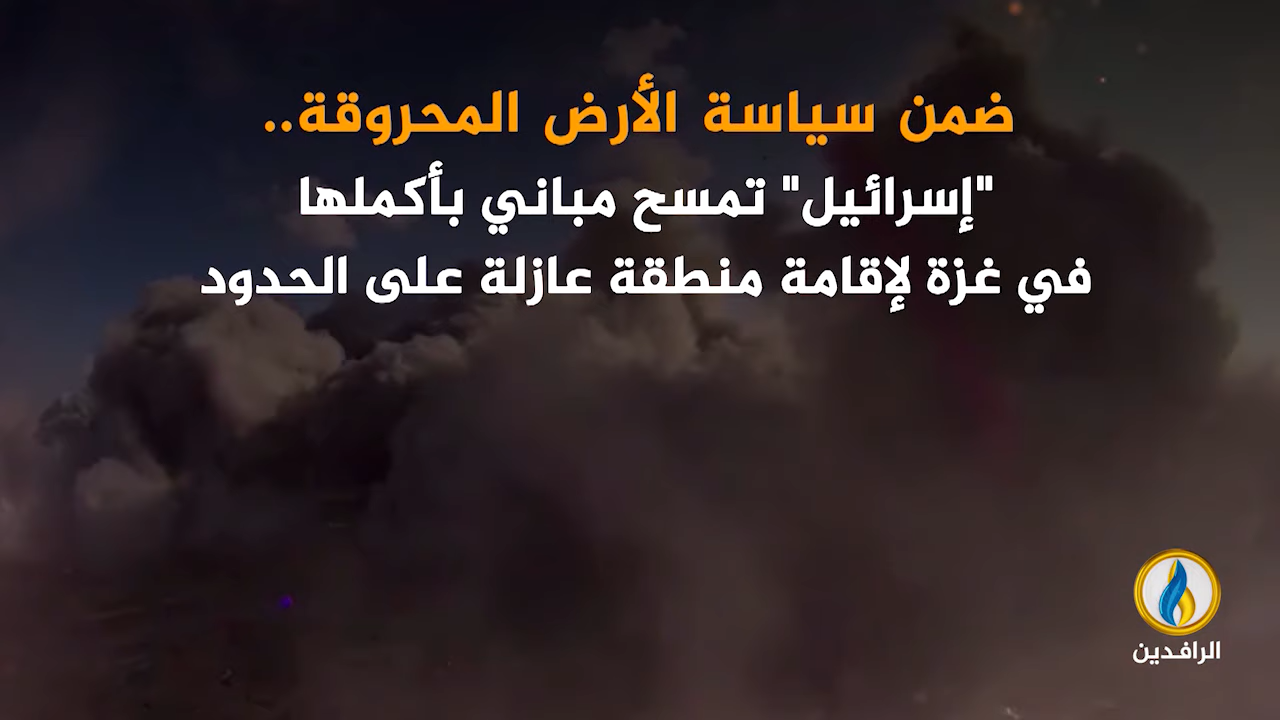 ضمن سياسة الأرض المحروقة..
"إسرائيل" تمسح مباني بأكملها
في غزة لإقامة منطقة عازلة على الحدود
الرافدين